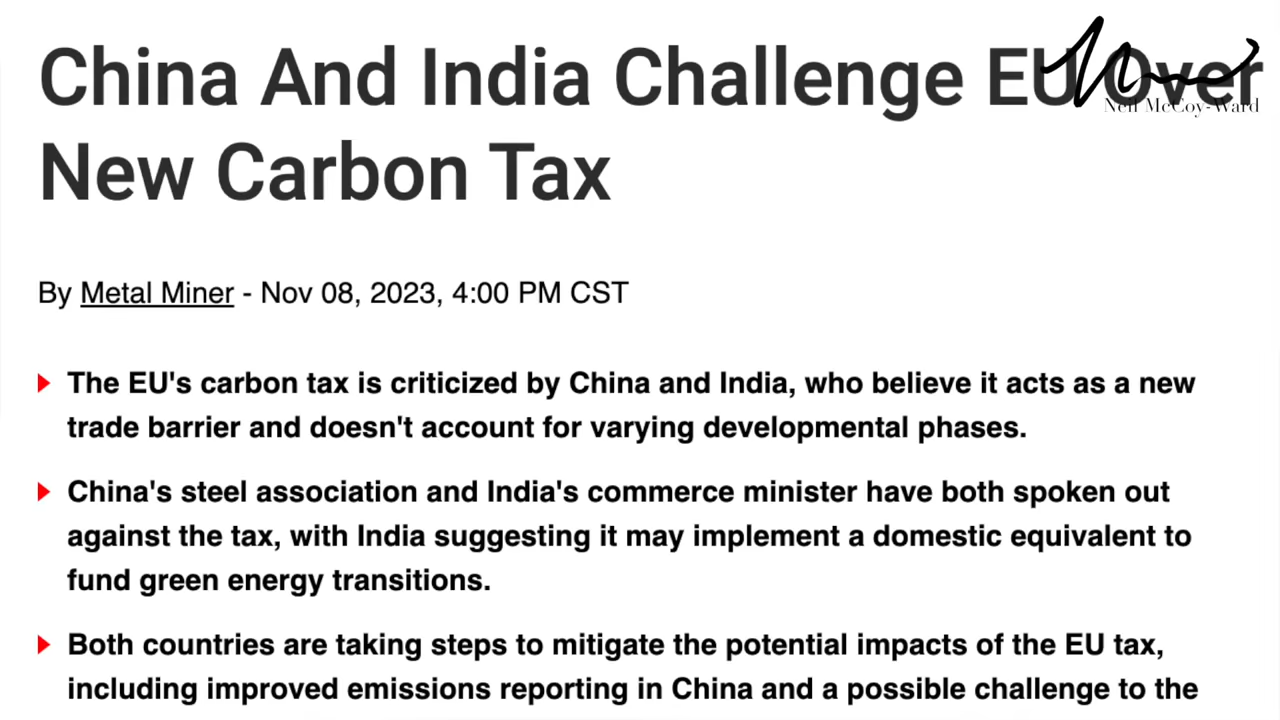 China And India Challenge EU Over
Neil McCoy-Ward
New Carbon Tax
By Metal Miner - Nov 08, 2023, 4:00 PM CST
The EU's carbon tax is criticized by China and India, who believe it acts as a new
trade barrier and doesn't account for varying developmental phases.
China's steel association and India's commerce minister have both spoken out
against the tax, with India suggesting it may implement a domestic equivalent to
fund green energy transitions.
Both countries are taking steps to mitigate the potential impacts of the EU tax,
including improved emissions reporting in China and a possible challenge to the